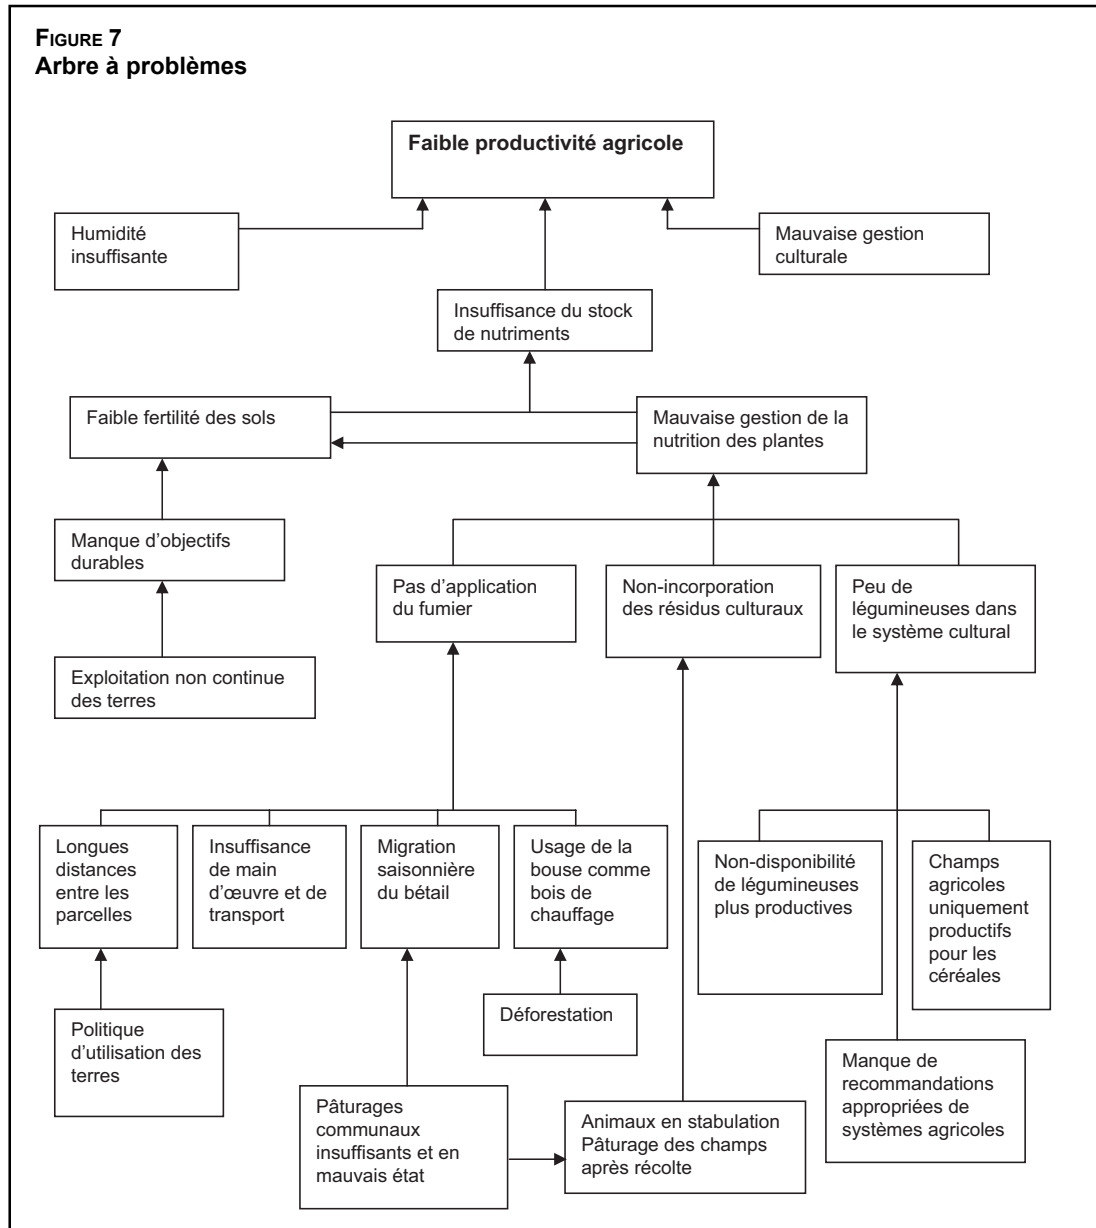 FIGURE 7
Arbre à problèmes
Faible productivité agricole
Humidité
insuffisante
Mauvaise gestion
culturale
Insuffisance du stock
de nutriments
Faible fertilité des sols
Mauvaise gestion de la
nutrition des plantes
Manque d'objectifs
durables
Pas d'application
du fumier
Non-incorporation
des résidus culturaux
Peu de
légumineuses dans
le système cultural
Exploitation non continue
des terres
Longues
distances
entre les
parcelles
Insuffisance
de main
d'œuvre et de
transport
Migration
saisonnière
du bétail
Usage de la
bouse comme
bois de
chauffage
Non-disponibilité
de légumineuses
plus productives
Champs
agricoles
uniquement
productifs
pour les
céréales
Politique
d'utilisation des
terres
Déforestation
Manque de
recommandations
appropriées de
systèmes agricoles
Pâturages
communaux
insuffisants et en
mauvais état
Animaux en stabulation
Pâturage des champs
après récolte